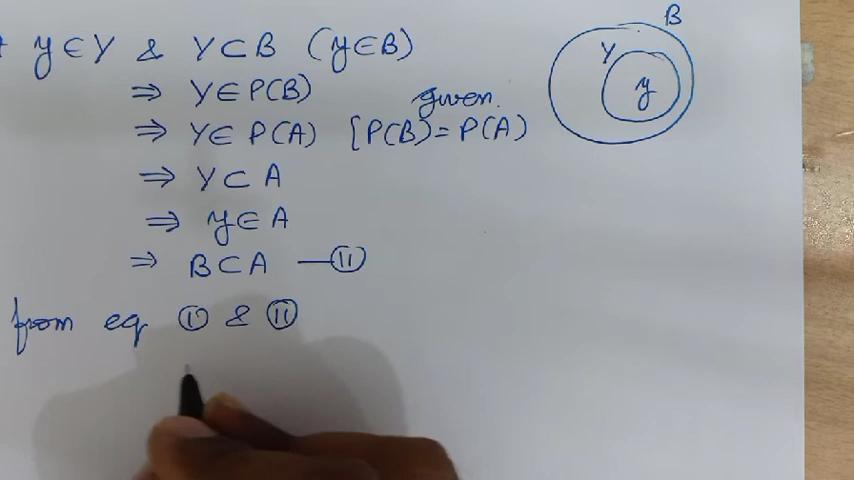 y ∈ Y & Y ⊂ B (y ∈ B)
⇒ Y ∈ P(B)
given.
⇒ Y ∈ P(A) [P(B) = P(A)
⇒ Y ⊂ A
⇒ y ∈ A
⇒ B ⊂ A —(II)
from eq (I) & (II)
B
Y
y